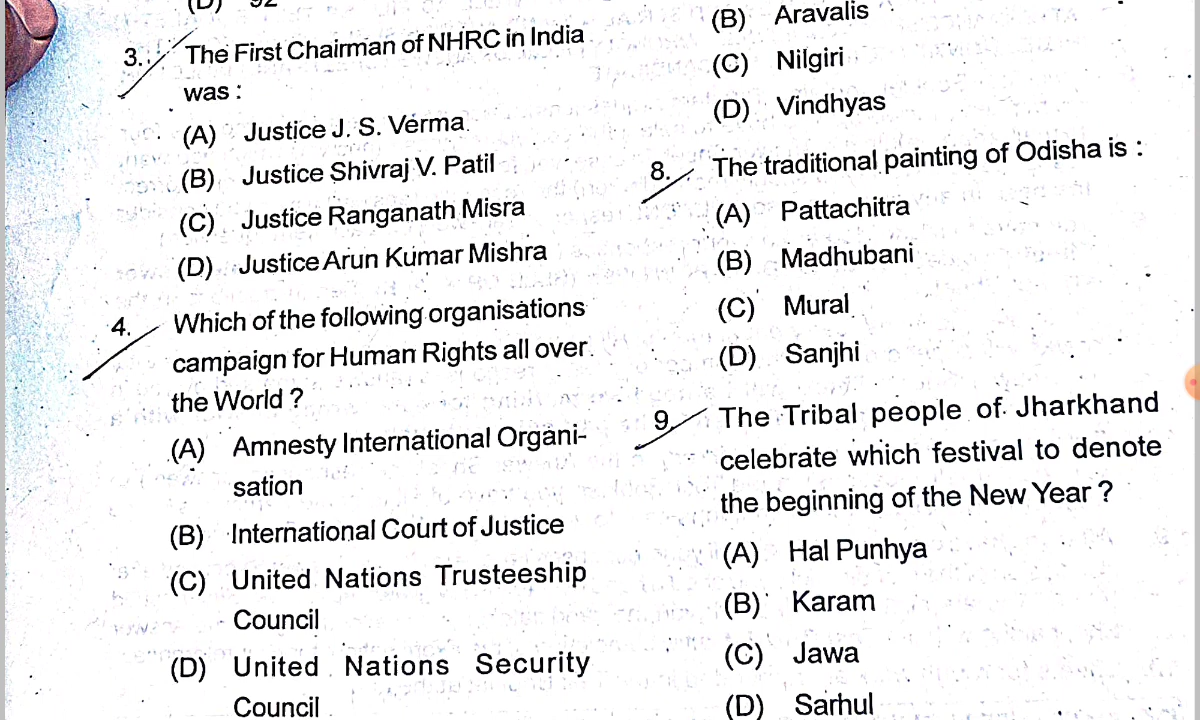 (D) 92
3. The First Chairman of NHRC in India
was :
(A) Justice J. S. Verma
(B) Justice Shivraj V. Patil
(C) Justice Ranganath Misra
(D) Justice Arun Kumar Mishra
4. Which of the following organisations
campaign for Human Rights all over
the World ?
(A) Amnesty International Organi-
sation
(B) International Court of Justice
(C) United Nations Trusteeship
Council
(D) United Nations Security
Council
(B) Aravalis
(C) Nilgiri
(D) Vindhyas
8. The traditional painting of Odisha is :
(A) Pattachitra
(B) Madhubani
(C) Mural
(D) Sanjhi
9. The Tribal people of Jharkhand
celebrate which festival to denote
the beginning of the New Year ?
(A) Hal Punhya
(B) Karam
(C) Jawa
(D) Sarhul